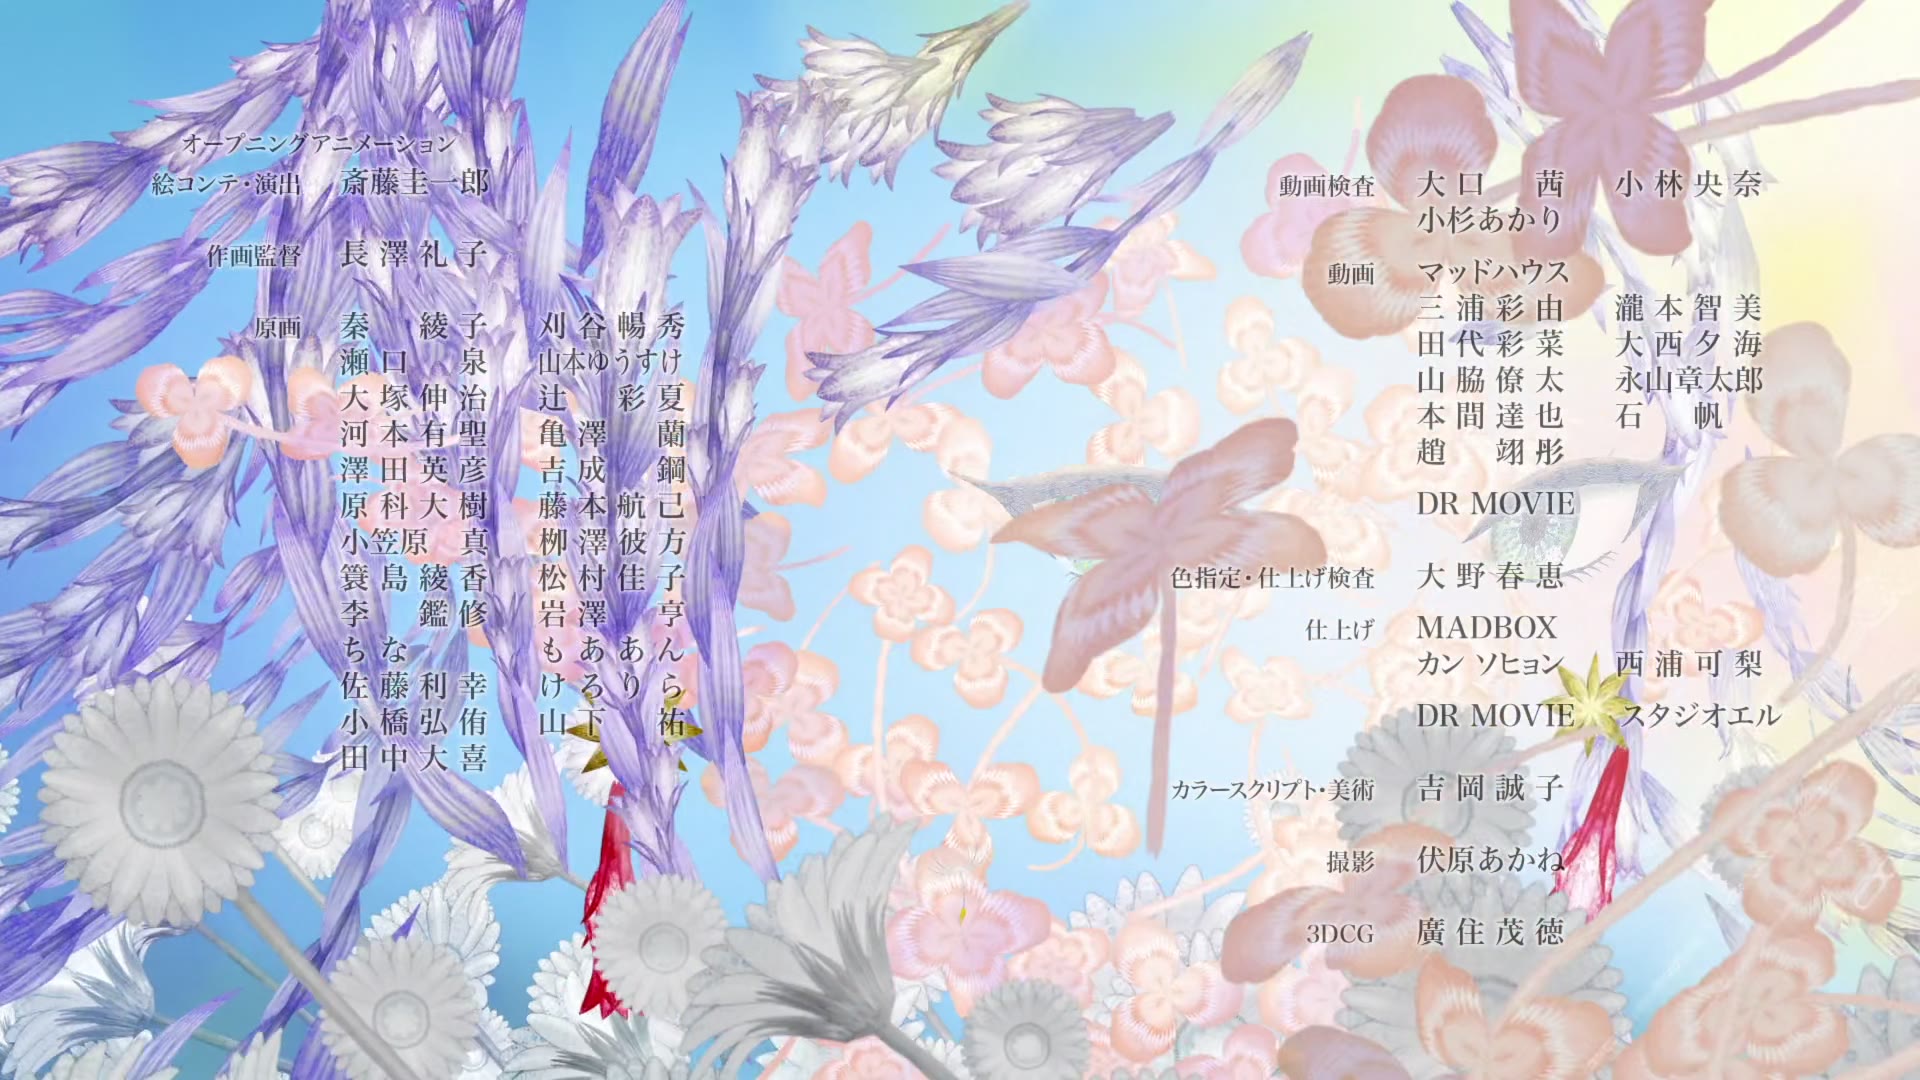 オープニングアニメーション
絵コンテ・演出 斎藤圭一郎
作画監督 長澤礼子
原画 秦 綾子 刈谷暢秀
瀬口 泉 山本ゆうすけ
大塚伸治 辻 彩夏
河本有聖 亀澤 蘭
澤田英彦 吉成 鋼
原科大樹 藤本航己
小笠原 真 栁澤彼方
簑島綾香 松村佳子
李 鑑修 岩澤 亨
ちな もああん
佐藤利幸 けろりら
小橋弘侑 山下 祐
田中大喜
動画検査 大口 茜 小林央奈
小杉あかり
動画 マッドハウス
三浦彩由 瀧本智美
田代彩菜 大西夕海
山脇僚太 永山章太郎
本間達也 石 帆
趙 翊彤
DR MOVIE
色指定・仕上げ検査 大野春恵
仕上げ MADBOX
カン ソヒョン 西浦可梨
DR MOVIE スタジオエル
カラースクリプト・美術 吉岡誠子
撮影 伏原あかね
3DCG 廣住茂徳